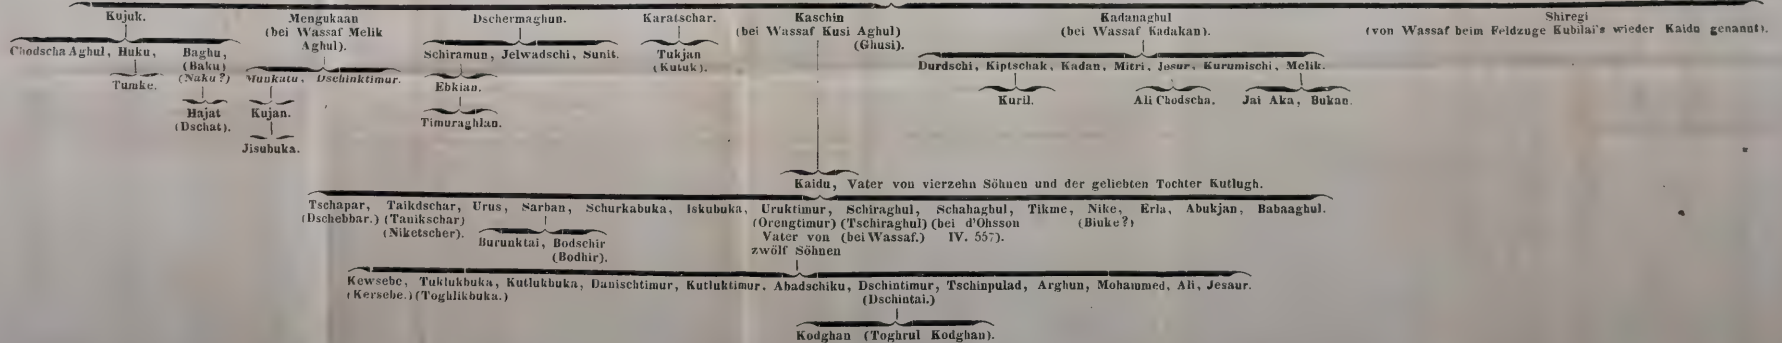 Kujuk.
Mengukaan
(bei Wassaf Melik
Aghul).
Dschermaghun.
Karatschar.
Kaschin
(bei Wassaf Kusi Aghul)
(Ghusi).
Kadanaghul
(bei Wassaf Kadakan).
Shiregi
(von Wassaf beim Feldzuge Kubilai's wieder Kaidu genannt).
Chodscha Aghul, Huku, Baghu,
(Baku)
(Naku?)
Tumke.
Hajat
(Dschat).
Munkatu, Dschinktimur.
Kujan.
Jisubuka.
Schiramun, Jelwadschi, Sunit.
Ebkian.
Timuraghlan.
Tukjan
(Kutuk).
Durdschi, Kiptschak, Kadan, Mitri, Jesur, Kurumischi, Melik.
Kuril.
Ali Chodscha.
Jai Aka, Bukan.
Kaidu, Vater von vierzehn Söhnen und der geliebten Tochter Kutlugh.
Tschapar, Taikdschar, Urus, Sarban, Schurkabuka, Iskubuka, Uruktimur, Schiraghul, Schahaghul, Tikme, Nike, Erla, Abukjan, Babaaghul.
(Dschebbar.) (Tanikschar) (Orengtimur) (Tschiraghul) (bei d'Ohsson (Biuke?)
(Niketscher). Vater von (bei Wassaf.) IV. 557).
zwölf Söhnen
Burunktai, Bodschir
(Bodhir).
Kewsebe, Tuklukbuka, Kutlukbuka, Danischtimur, Kutluktimur, Abadschiku, Dschintimur, Tschinpulad, Arghun, Mohammed, Ali, Jesaur.
(Kersebe.) (Toghlikbuka.) (Dschintai.)
Kodghan (Toghrul Kodghan).